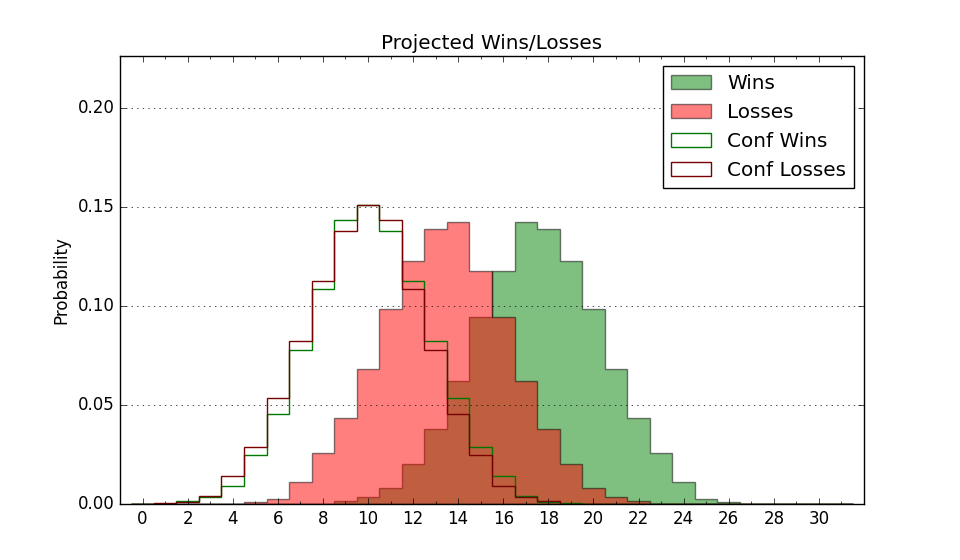 Projected Wins/Losses
Wins
Losses
Conf Wins
Conf Losses
Probability
0.20
0.15
0.10
0.05
0.00
0 2 4 6 8 10 12 14 16 18 20 22 24 26 28 30